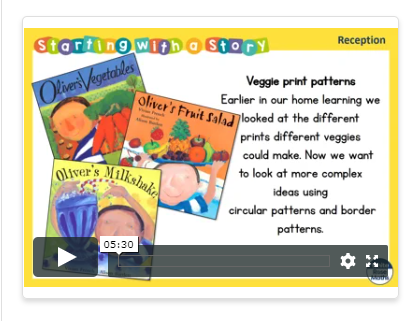 Starting with a Story
Reception
Oliver's Vegetables
Oliver's Fruit Salad
Oliver's Milkshake
Veggie print patterns
Earlier in our home learning we
looked at the different
prints different veggies
could make. Now we want
to look at more complex
ideas using
circular patterns and border
patterns.
05:30